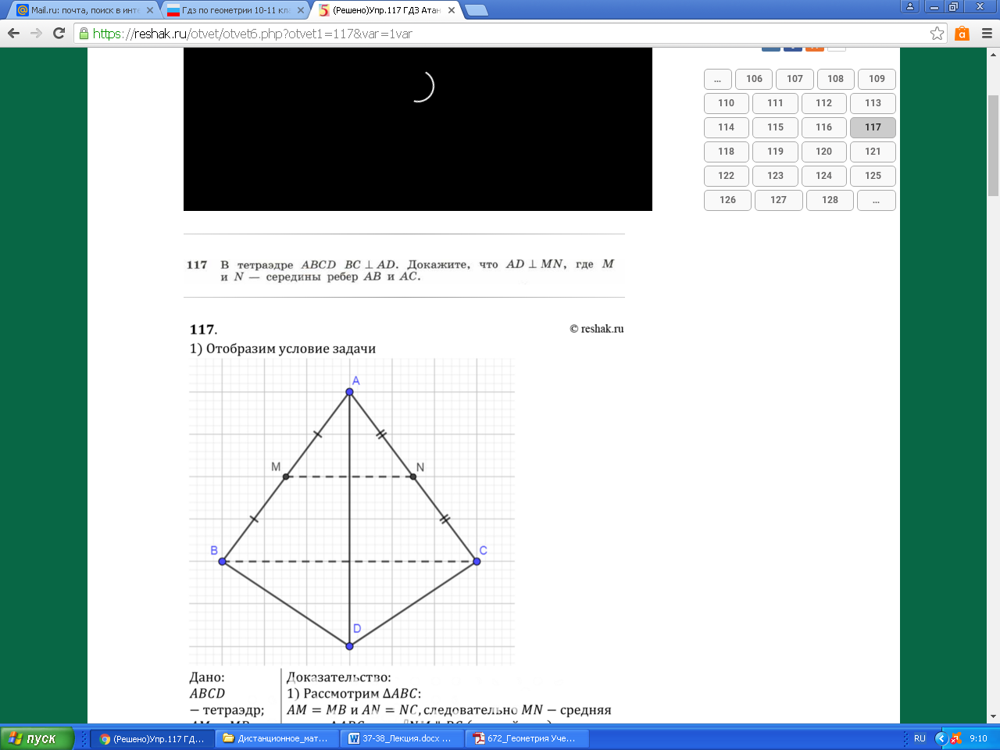 Mail.ru: почта, поиск в инте
Гдз по геометрии 10-11 кла
(Решено)Упр.117 ГДЗ Атан
https://reshak.ru/otvet/otvet6.php?otvet1=117&var=1var
... 106 107 108 109
110 111 112 113
114 115 116 117
118 119 120 121
122 123 124 125
126 127 128 ...
117 В тетраэдре ABCD BC ⊥ AD. Докажите, что AD ⊥ MN, где M
и N — середины ребер AB и AC.
117.
© reshak.ru
1) Отобразим условие задачи
A
M
N
B
C
D
Дано:
ABCD
− тетраэдр;
Доказательство:
1) Рассмотрим ∆ABC:
AM = MB и AN = NC, следовательно MN − средняя
пуск
(Решено)Упр.117 ГД...
Дистанционное_мат...
37-38_Лекция.docx ...
672_Геометрия Уче...
RU
9:10